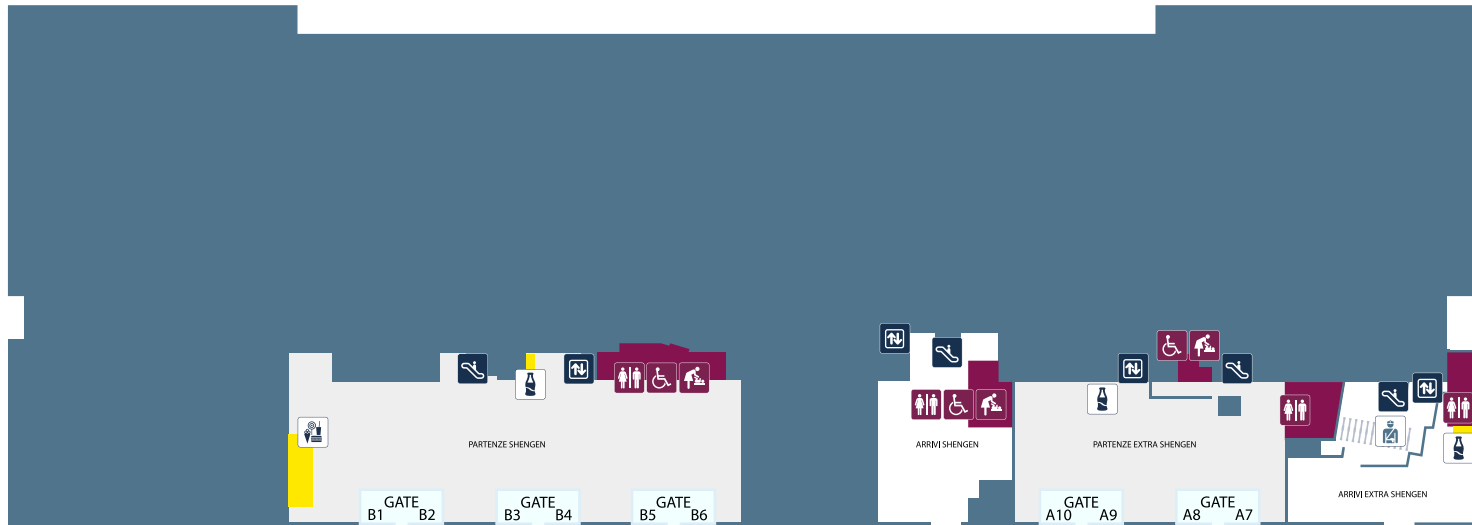 PARTENZE SHENGEN
ARRIVI SHENGEN
PARTENZE EXTRA SHENGEN
ARRIVI EXTRA SHENGEN
GATE
B1 B2
GATE
B3 B4
GATE
B5 B6
GATE
A10 A9
GATE
A8 A7